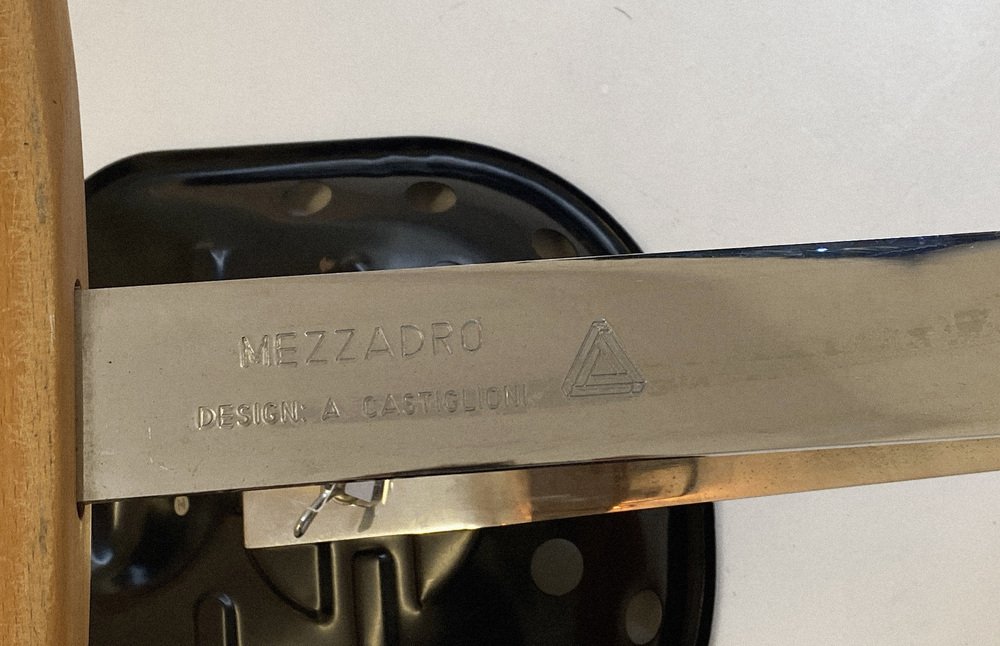 MEZZADRO
DESIGN: A CASTIGLIONI